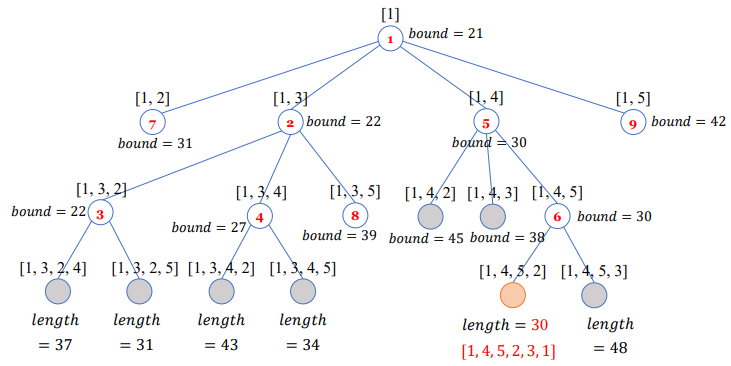 [1]
1
bound = 21
[1, 2]
[1, 3]
[1, 4]
[1, 5]
7
2
bound = 22
5
9
bound = 42
bound = 31
bound = 30
[1, 3, 2]
[1, 3, 4]
[1, 3, 5]
[1, 4, 2]
[1, 4, 3]
[1, 4, 5]
bound = 22
3
4
8
6
bound = 30
bound = 27
bound = 39
bound = 45
bound = 38
[1, 3, 2, 4]
[1, 3, 2, 5]
[1, 3, 4, 2]
[1, 3, 4, 5]
[1, 4, 5, 2]
[1, 4, 5, 3]
length
= 37
length
= 31
length
= 43
length
= 34
length = 30
[1, 4, 5, 2, 3, 1]
length
= 48